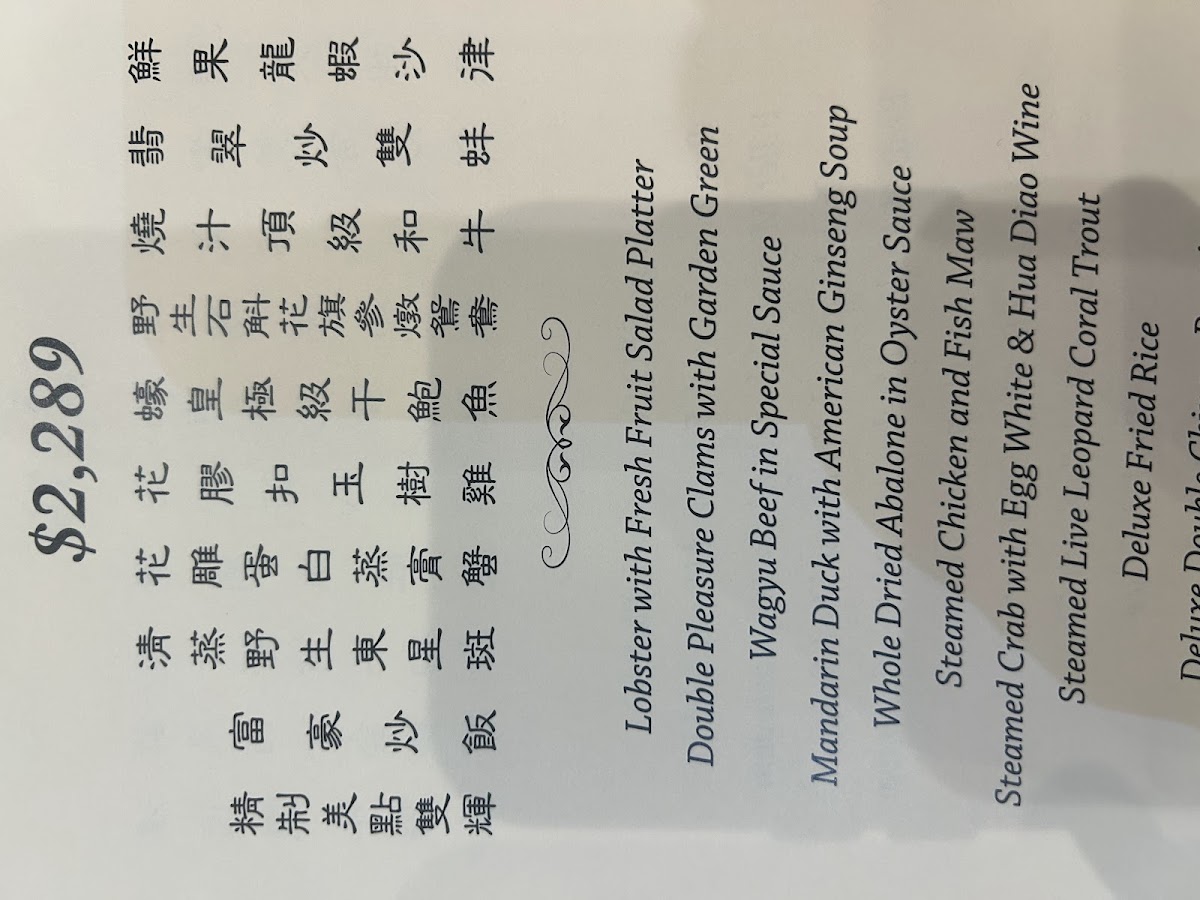 $2,289
鮮果龍蝦沙律
翡翠炒雙蚌
燒汁頂級和牛
野生石斛花旗參燉鴛鴦
蠔皇極級干鮑魚
花膠扣玉樹雞
花雕蛋白蒸膏蟹
清蒸野生東星斑
富豪炒飯
精制美點雙輝
Lobster with Fresh Fruit Salad Platter
Double Pleasure Clams with Garden Green
Wagyu Beef in Special Sauce
Mandarin Duck with American Ginseng Soup
Whole Dried Abalone in Oyster Sauce
Steamed Chicken and Fish Maw
Steamed Crab with Egg White & Hua Diao Wine
Steamed Live Leopard Coral Trout
Deluxe Fried Rice
Deluxe Double